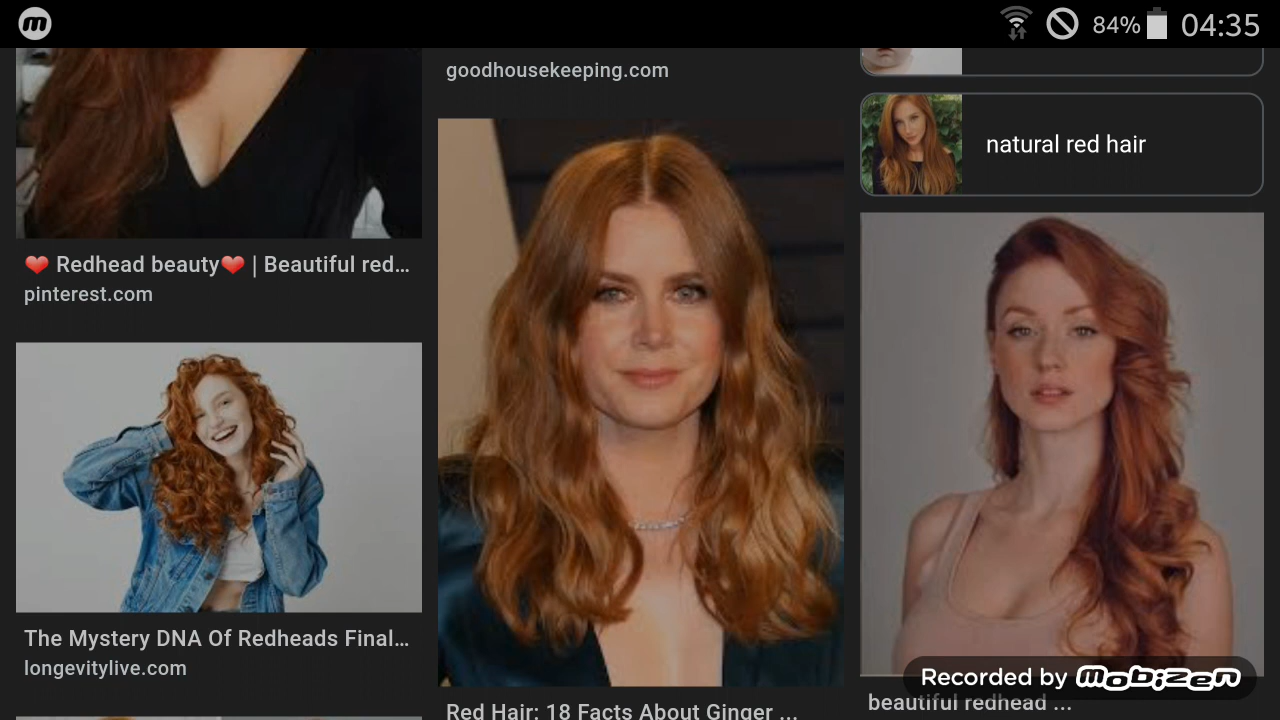 84% 04:35
goodhousekeeping.com
natural red hair
❤ Redhead beauty❤ | Beautiful red...
pinterest.com
The Mystery DNA Of Redheads Final...
longevitylive.com
Red Hair: 18 Facts About Ginger ...
beautiful redhead ...
Recorded by mobizen